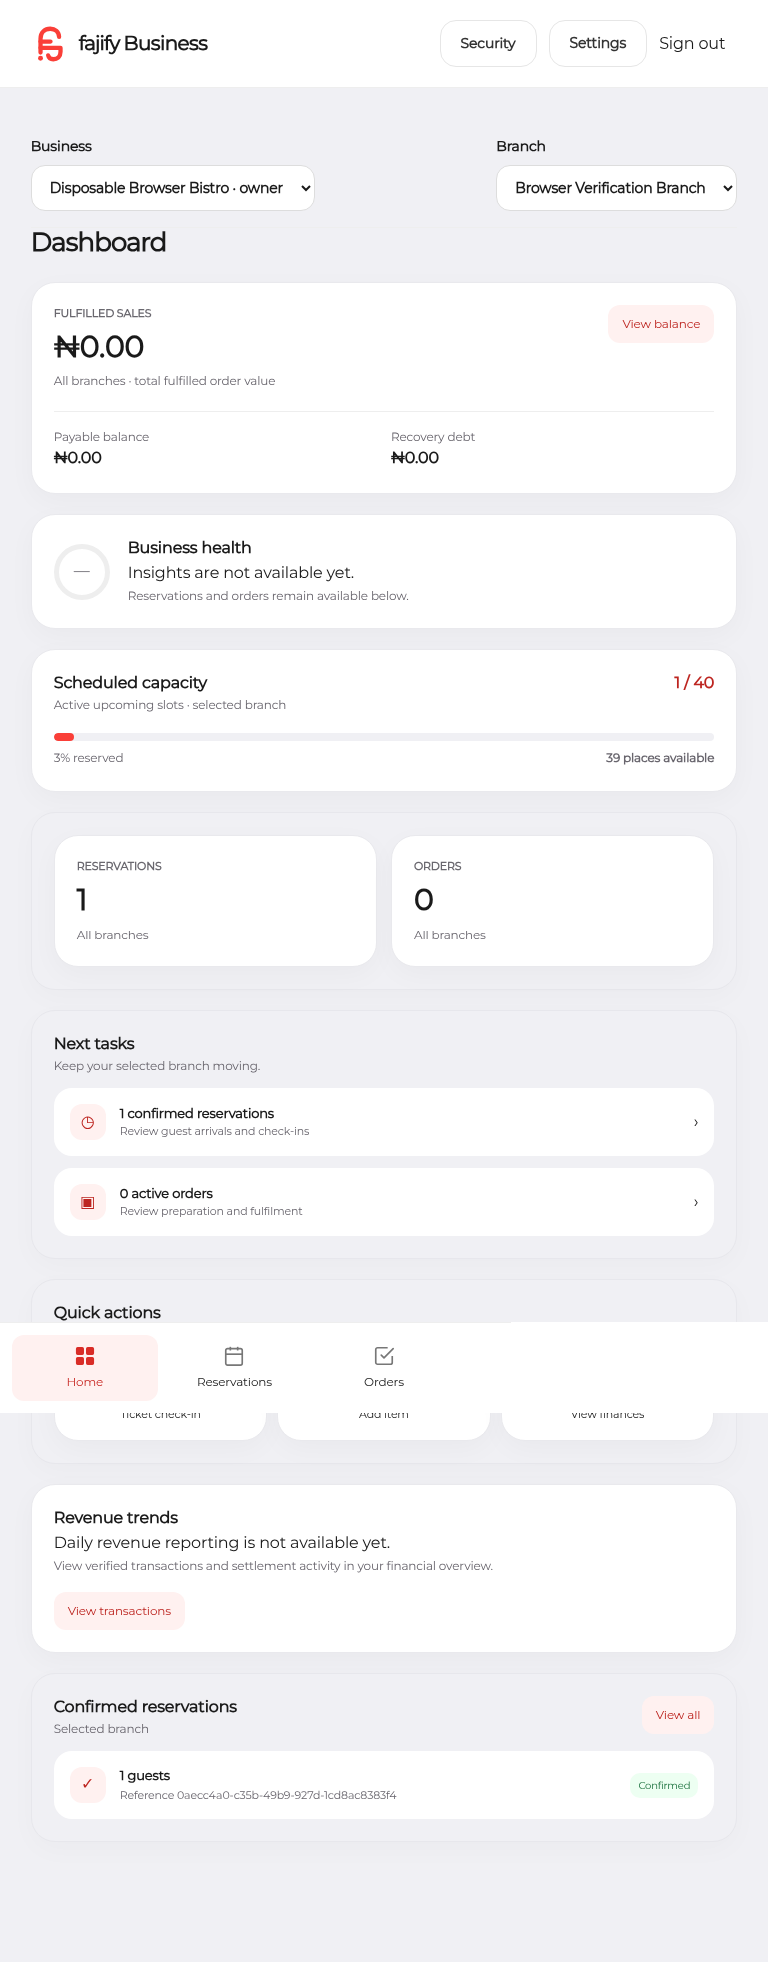 fajify Business
Security
Settings
Sign out
Business
Branch
Disposable Browser Bistro · owner
Browser Verification Branch
Dashboard
FULFILLED SALES
View balance
₦0.00
All branches · total fulfilled order value
Payable balance
Recovery debt
₦0.00
₦0.00
Business health
Insights are not available yet.
Reservations and orders remain available below.
Scheduled capacity
1 / 40
Active upcoming slots · selected branch
3% reserved
39 places available
RESERVATIONS
ORDERS
1
0
All branches
All branches
Next tasks
Keep your selected branch moving.
1 confirmed reservations
Review guest arrivals and check-ins
0 active orders
Review preparation and fulfilment
Quick actions
Home
Reservations
Orders
Ticket check-in
Add item
View finances
Revenue trends
Daily revenue reporting is not available yet.
View verified transactions and settlement activity in your financial overview.
View transactions
Confirmed reservations
View all
Selected branch
1 guests
Reference 0aecc4a0-c35b-49b9-927d-1cd8ac8383f4
Confirmed